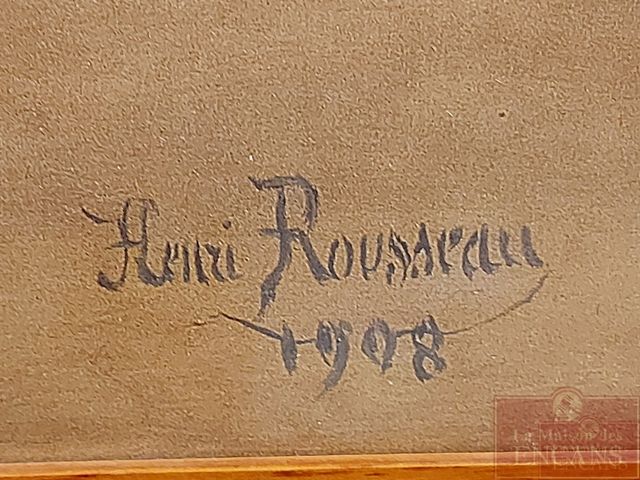 Henri Rousseau
1908
La Maison des
ENCANS